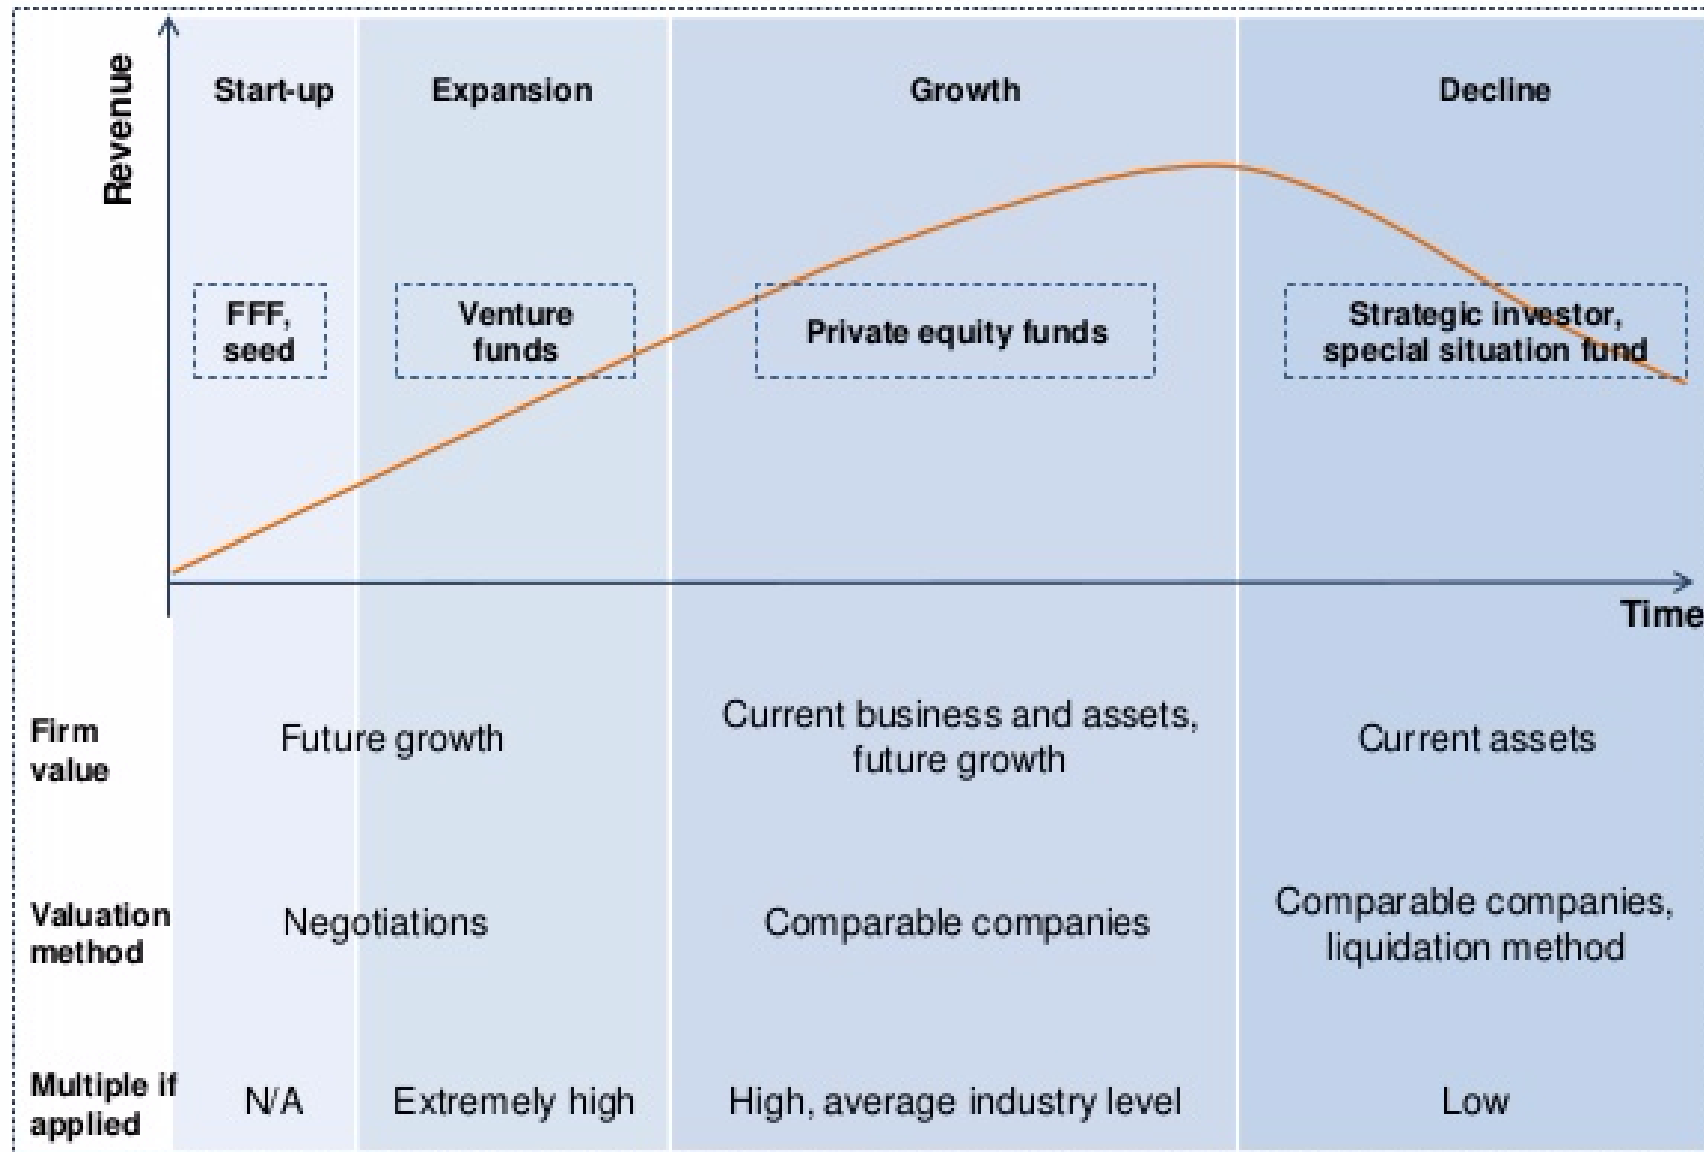 Revenue
Start-up
Expansion
Growth
Decline
FFF,
seed
Venture
funds
Private equity funds
Strategic investor,
special situation fund
Time
Firm
value
Future growth
Current business and assets,
future growth
Current assets
Valuation
method
Negotiations
Comparable companies
Comparable companies,
liquidation method
Multiple if
applied
N/A
Extremely high
High, average industry level
Low